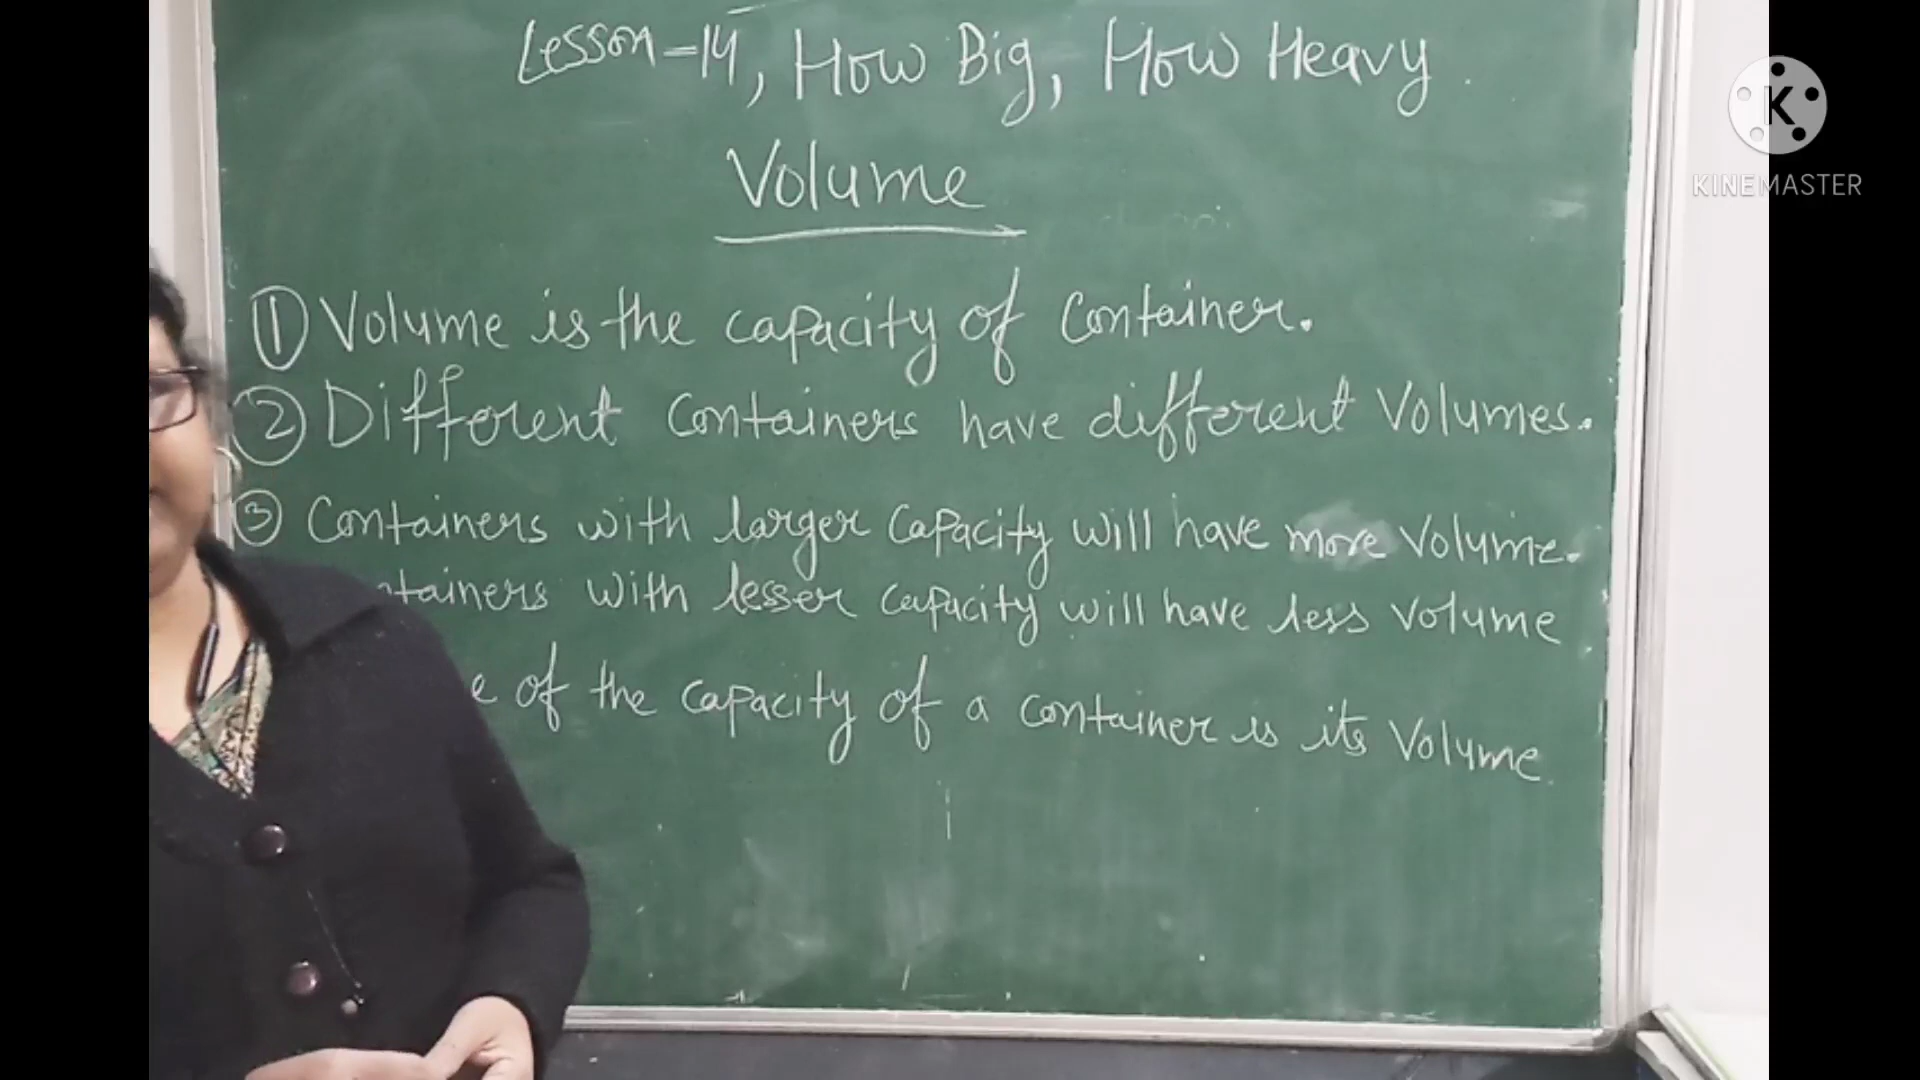 Lesson-14, How Big, How Heavy.
Volume
① Volume is the capacity of Container.
② Different Containers have different Volumes.
③ Containers with larger capacity will have more Volume.
with lesser capacity will have less volume
of the capacity of a container is its Volume
K
KINEMASTER